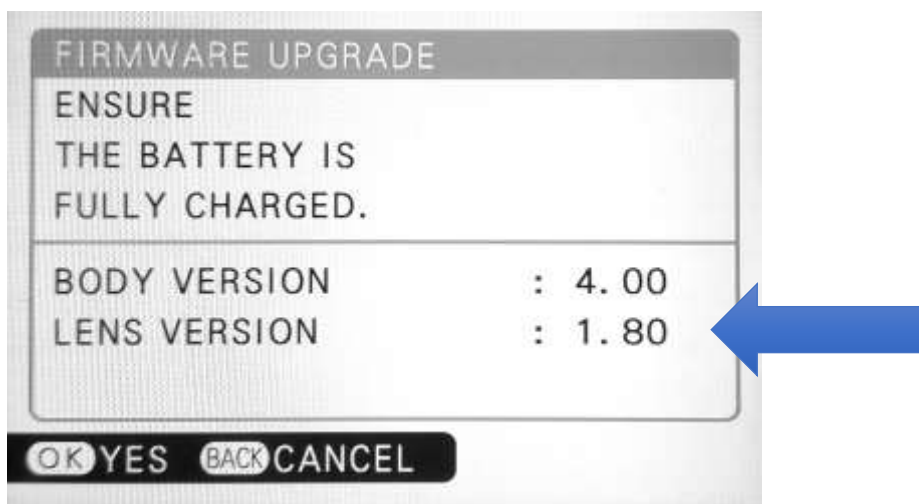 FIRMWARE UPGRADE
ENSURE
THE BATTERY IS
FULLY CHARGED.
BODY VERSION : 4.00
LENS VERSION : 1.80
OK YES BACK CANCEL